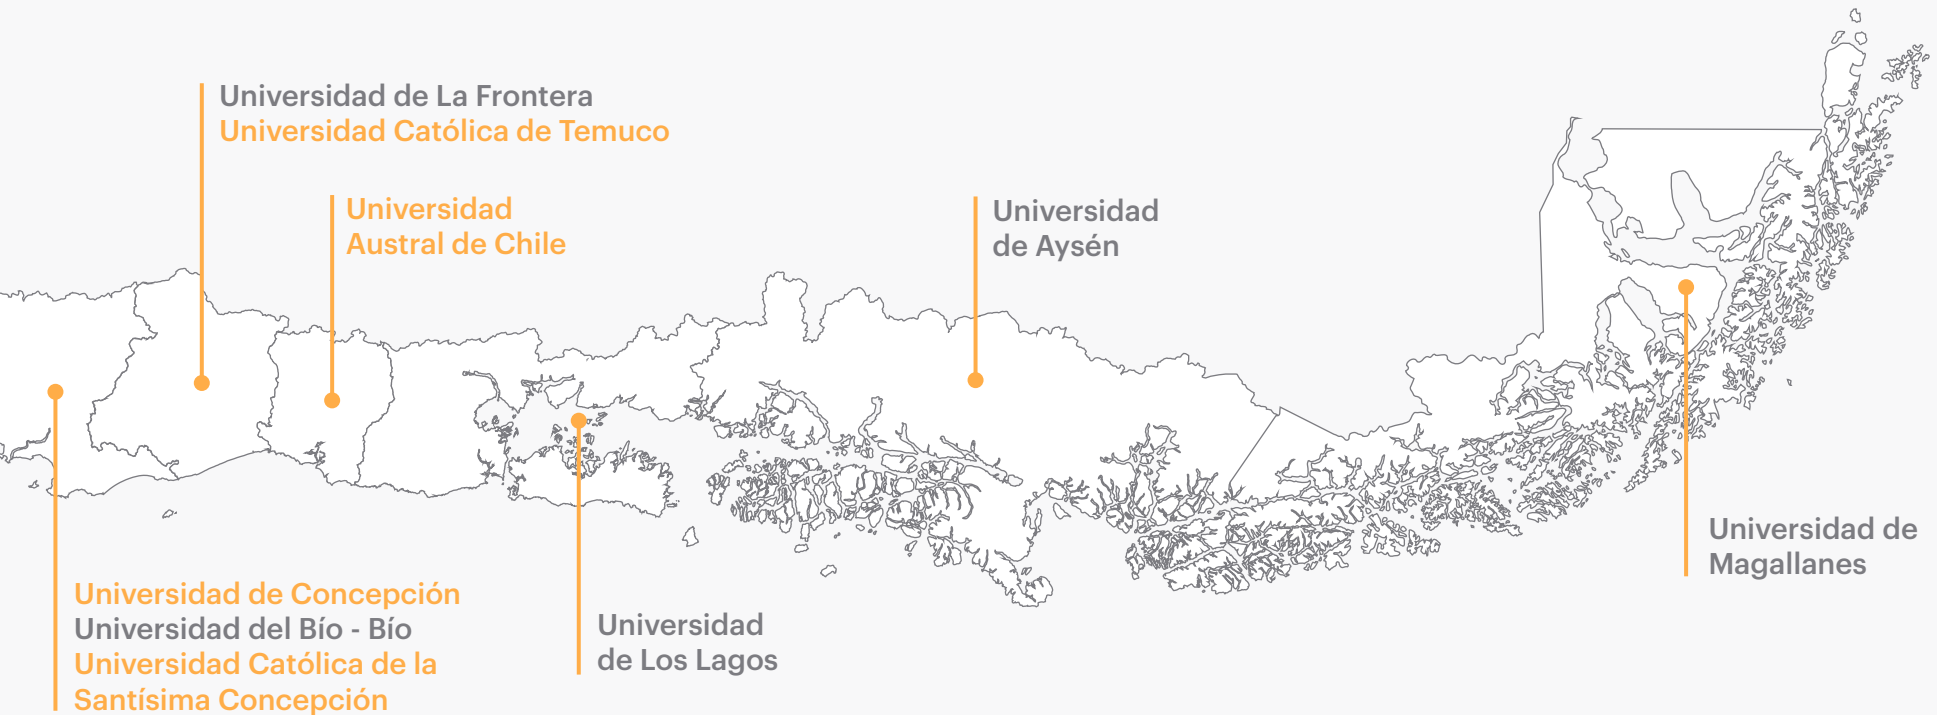 Universidad de La Frontera
Universidad Católica de Temuco
Universidad
Austral de Chile
Universidad
de Aysén
Universidad de
Magallanes
Universidad de Concepción
Universidad del Bío - Bío
Universidad Católica de la
Santísima Concepción
Universidad
de Los Lagos